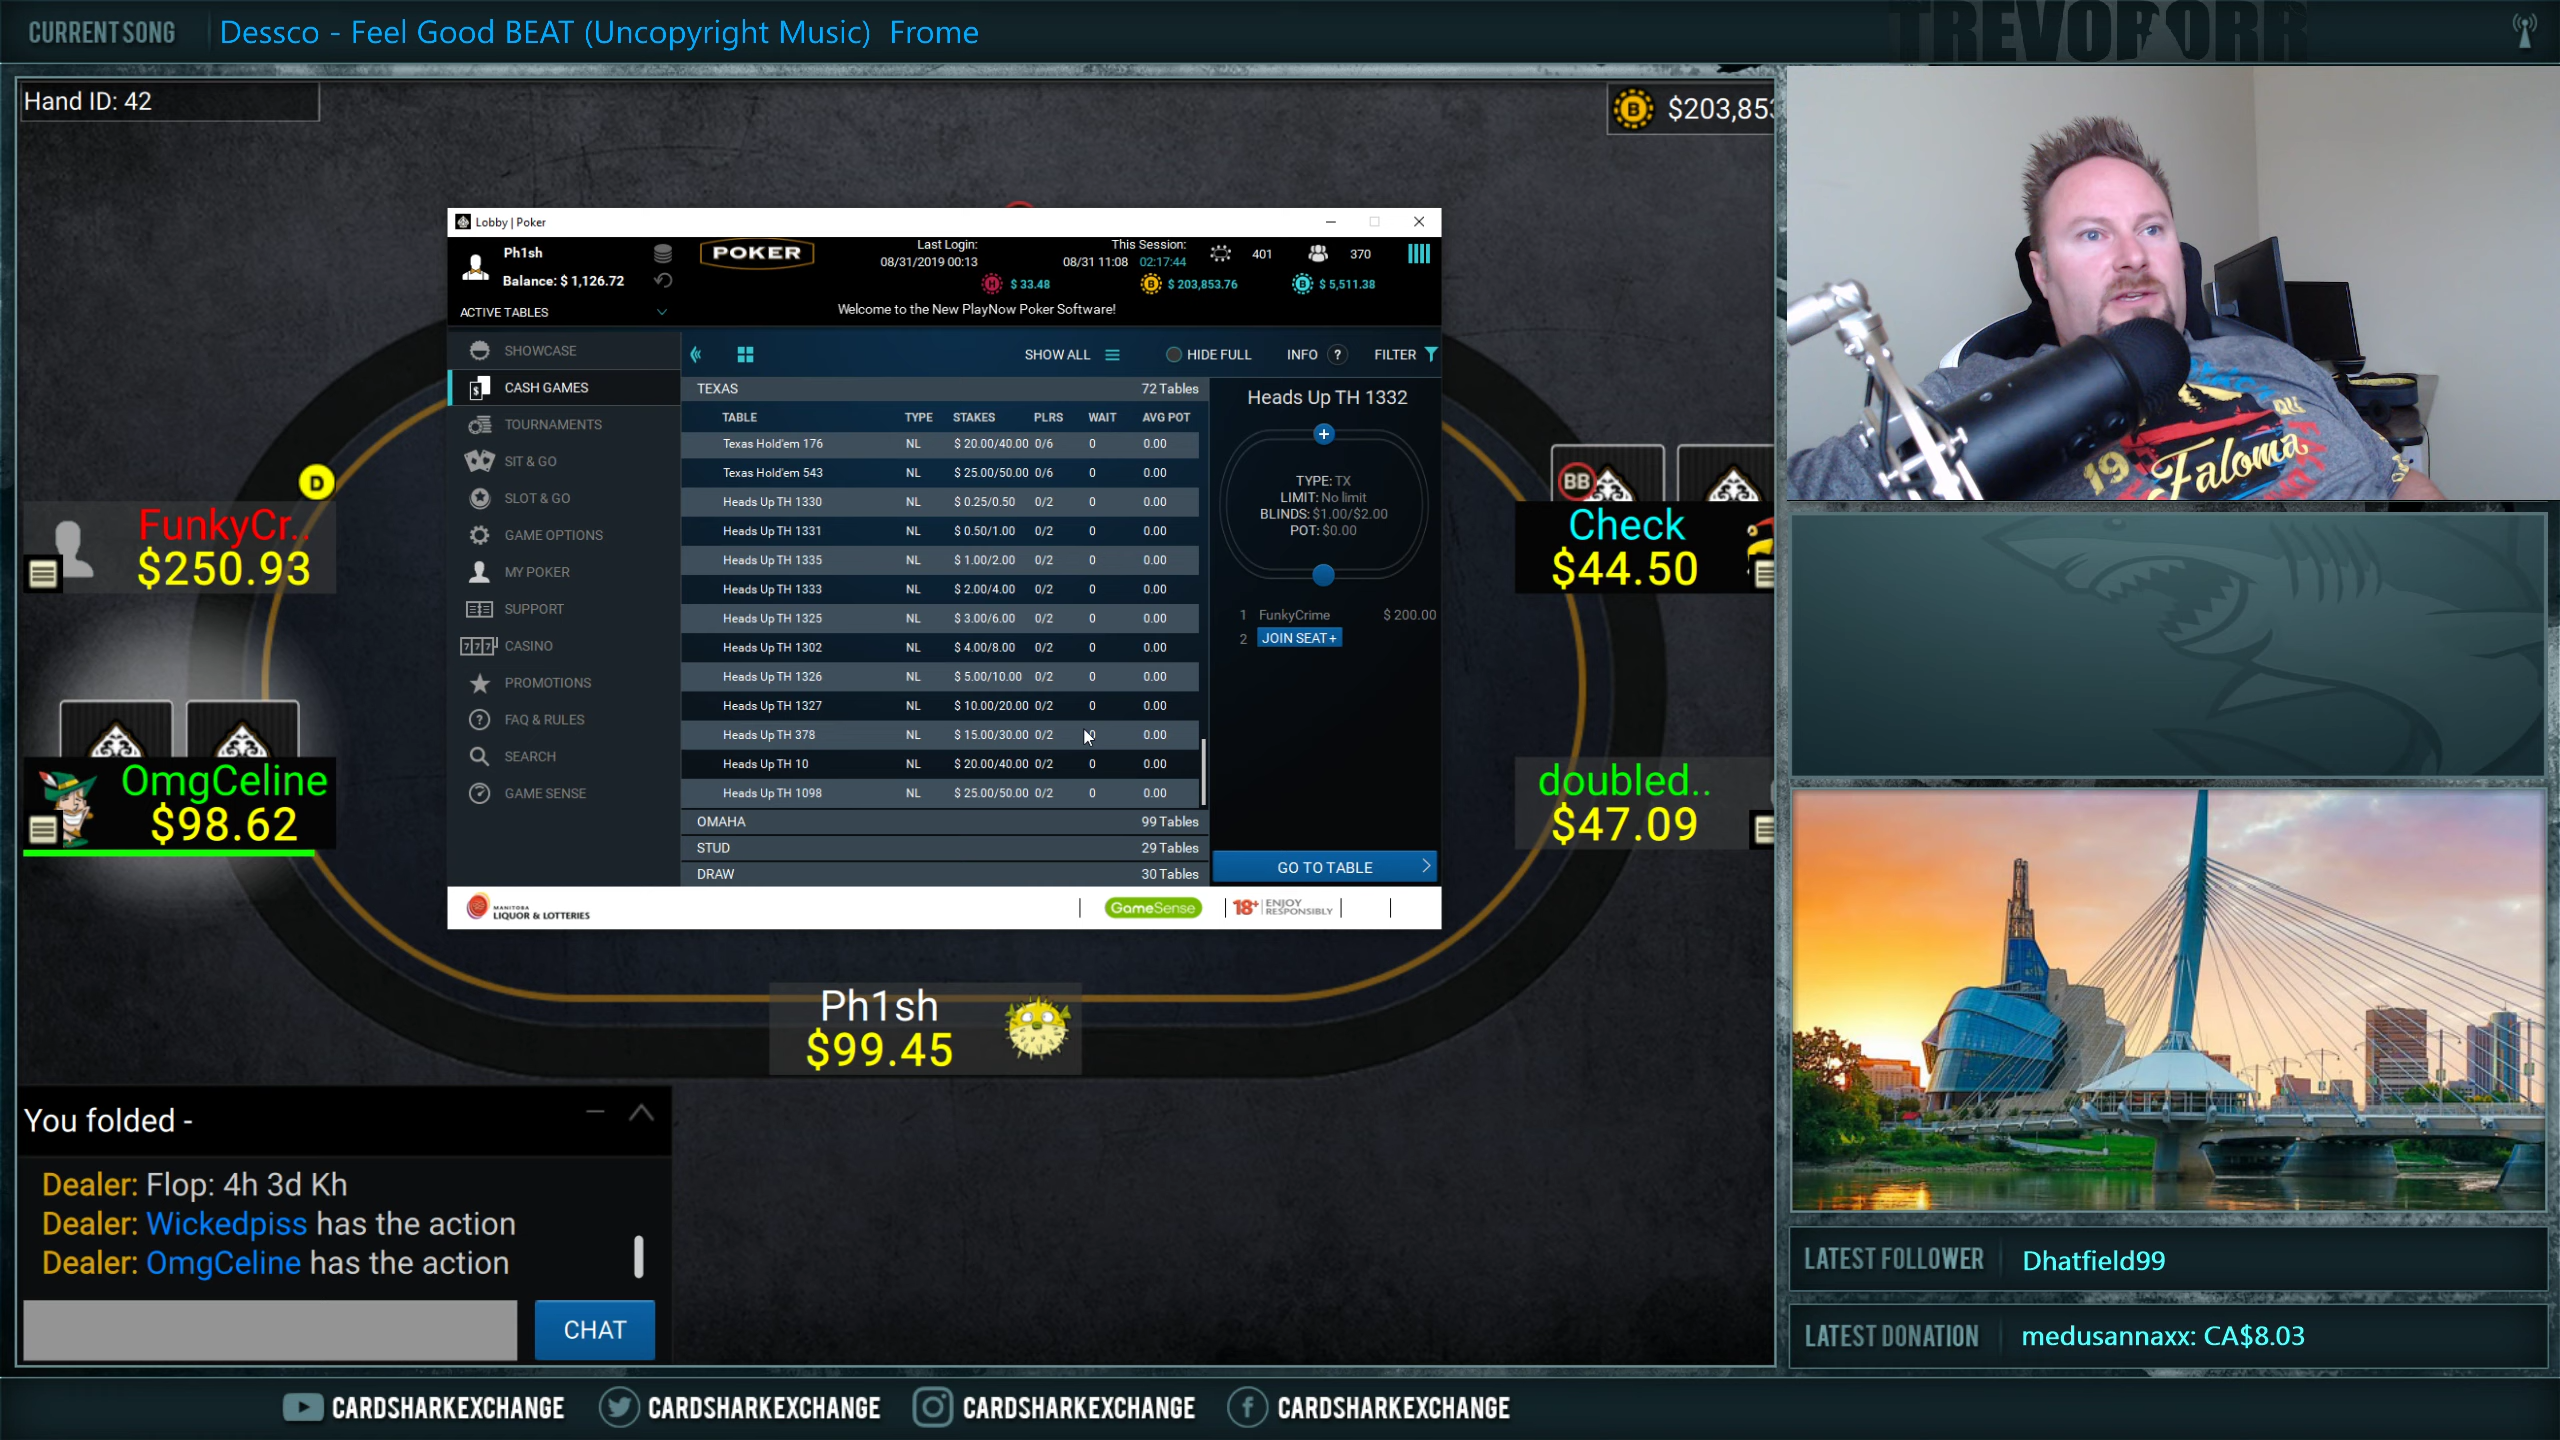 CURRENT SONG
Dessco - Feel Good BEAT (Uncopyright Music)  Frome
TREVOR ORR
Hand ID: 42
$203,853
Lobby | Poker
Ph1sh
Balance: $ 1,126.72
POKER
Last Login:
08/31/2019 00:13
This Session:
08/31 11:08 02:17:44
401
370
$ 33.48
$ 203,853.76
$ 5,511.38
ACTIVE TABLES
Welcome to the New PlayNow Poker Software!
SHOWCASE
CASH GAMES
TOURNAMENTS
SIT & GO
SLOT & GO
GAME OPTIONS
MY POKER
SUPPORT
CASINO
PROMOTIONS
FAQ & RULES
SEARCH
GAME SENSE
SHOW ALL
HIDE FULL
INFO ?
FILTER
TEXAS 72 Tables
TABLE TYPE STAKES PLRS WAIT AVG POT
Texas Hold'em 176 NL $ 20.00/40.00 0/6 0 0.00
Texas Hold'em 543 NL $ 25.00/50.00 0/6 0 0.00
Heads Up TH 1330 NL $ 0.25/0.50 0/2 0 0.00
Heads Up TH 1331 NL $ 0.50/1.00 0/2 0 0.00
Heads Up TH 1335 NL $ 1.00/2.00 0/2 0 0.00
Heads Up TH 1333 NL $ 2.00/4.00 0/2 0 0.00
Heads Up TH 1325 NL $ 3.00/6.00 0/2 0 0.00
Heads Up TH 1302 NL $ 4.00/8.00 0/2 0 0.00
Heads Up TH 1326 NL $ 5.00/10.00 0/2 0 0.00
Heads Up TH 1327 NL $ 10.00/20.00 0/2 0 0.00
Heads Up TH 378 NL $ 15.00/30.00 0/2 0 0.00
Heads Up TH 10 NL $ 20.00/40.00 0/2 0 0.00
Heads Up TH 1098 NL $ 25.00/50.00 0/2 0 0.00
OMAHA 99 Tables
STUD 29 Tables
DRAW 30 Tables
Heads Up TH 1332
TYPE: TX
LIMIT: No limit
BLINDS: $1.00/$2.00
POT: $0.00
1 FunkyCrime $ 200.00
2 JOIN SEAT+
GO TO TABLE
MANITOBA
LIQUOR & LOTTERIES
GameSense
18+ ENJOY
RESPONSIBLY
D
FunkyCr..
$250.93
OmgCeline
$98.62
BB
Check
$44.50
doubled..
$47.09
Ph1sh
$99.45
You folded -
Dealer: Flop: 4h 3d Kh
Dealer: Wickedpiss has the action
Dealer: OmgCeline has the action
CHAT
19
Faloma
LATEST FOLLOWER Dhatfield99
LATEST DONATION medusannaxx: CA$8.03
CARDSHARKEXCHANGE
CARDSHARKEXCHANGE
CARDSHARKEXCHANGE
CARDSHARKEXCHANGE